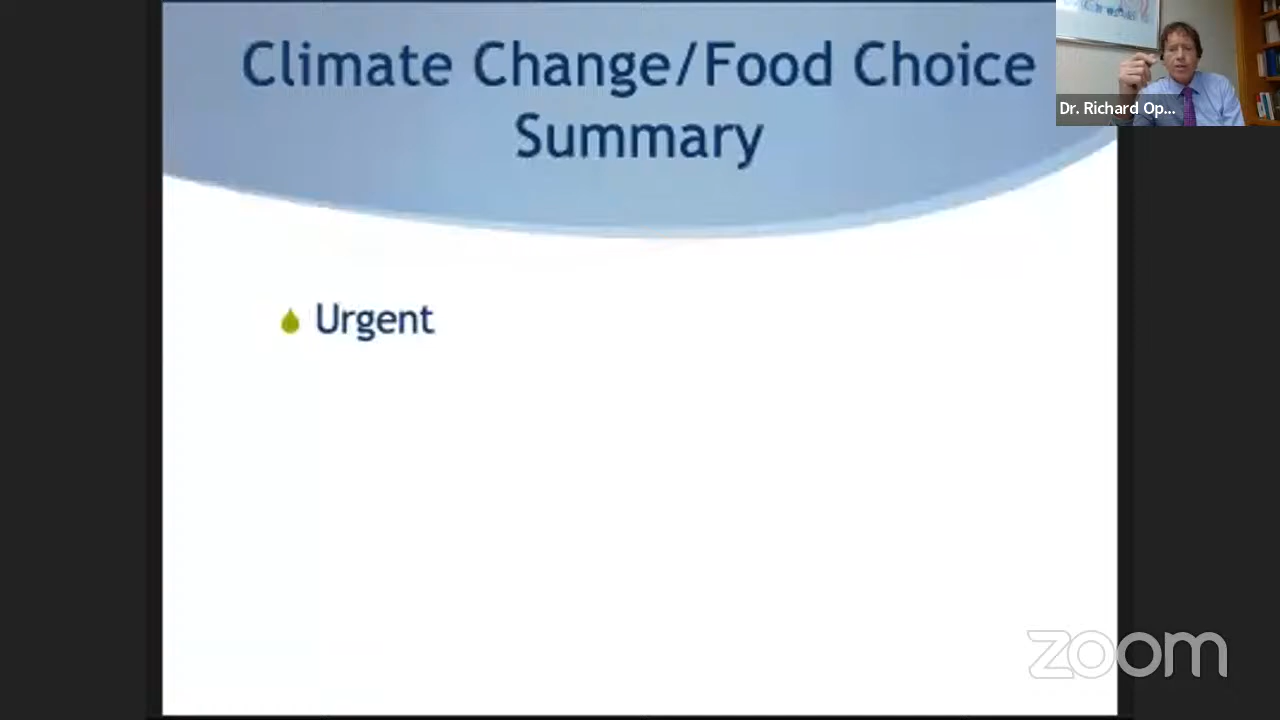 Climate Change/Food Choice
Summary
Dr. Richard Op...
Urgent
zoom